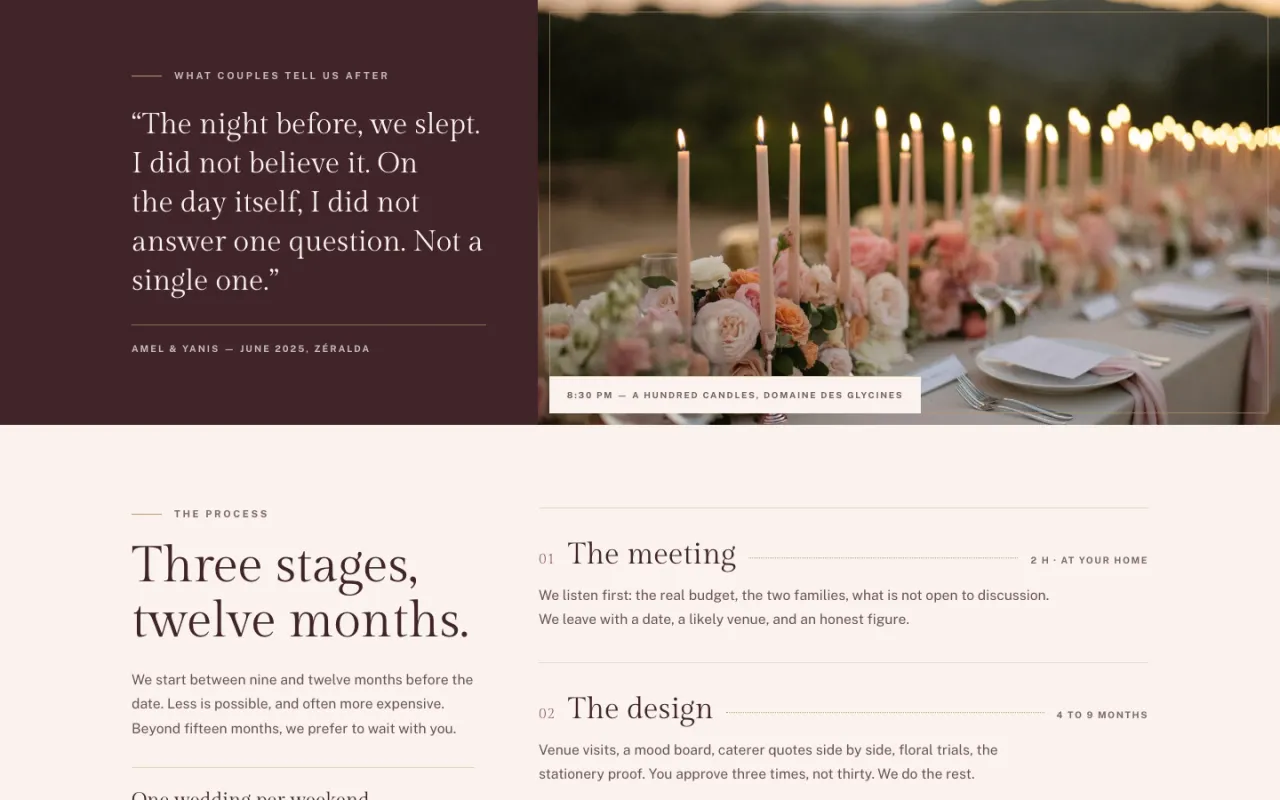 WHAT COUPLES TELL US AFTER
“The night before, we slept.
I did not believe it. On
the day itself, I did not
answer one question. Not a
single one.”
AMEL & YANIS — JUNE 2025, ZÉRALDA
8:30 PM — A HUNDRED CANDLES, DOMAINE DES GLYCINES
THE PROCESS
Three stages,
twelve months.
We start between nine and twelve months before the
date. Less is possible, and often more expensive.
Beyond fifteen months, we prefer to wait with you.
One wedding per weekend
01 The meeting 2 H · AT YOUR HOME
We listen first: the real budget, the two families, what is not open to discussion.
We leave with a date, a likely venue, and an honest figure.
02 The design 4 TO 9 MONTHS
Venue visits, a mood board, caterer quotes side by side, floral trials, the
stationery proof. You approve three times, not thirty. We do the rest.